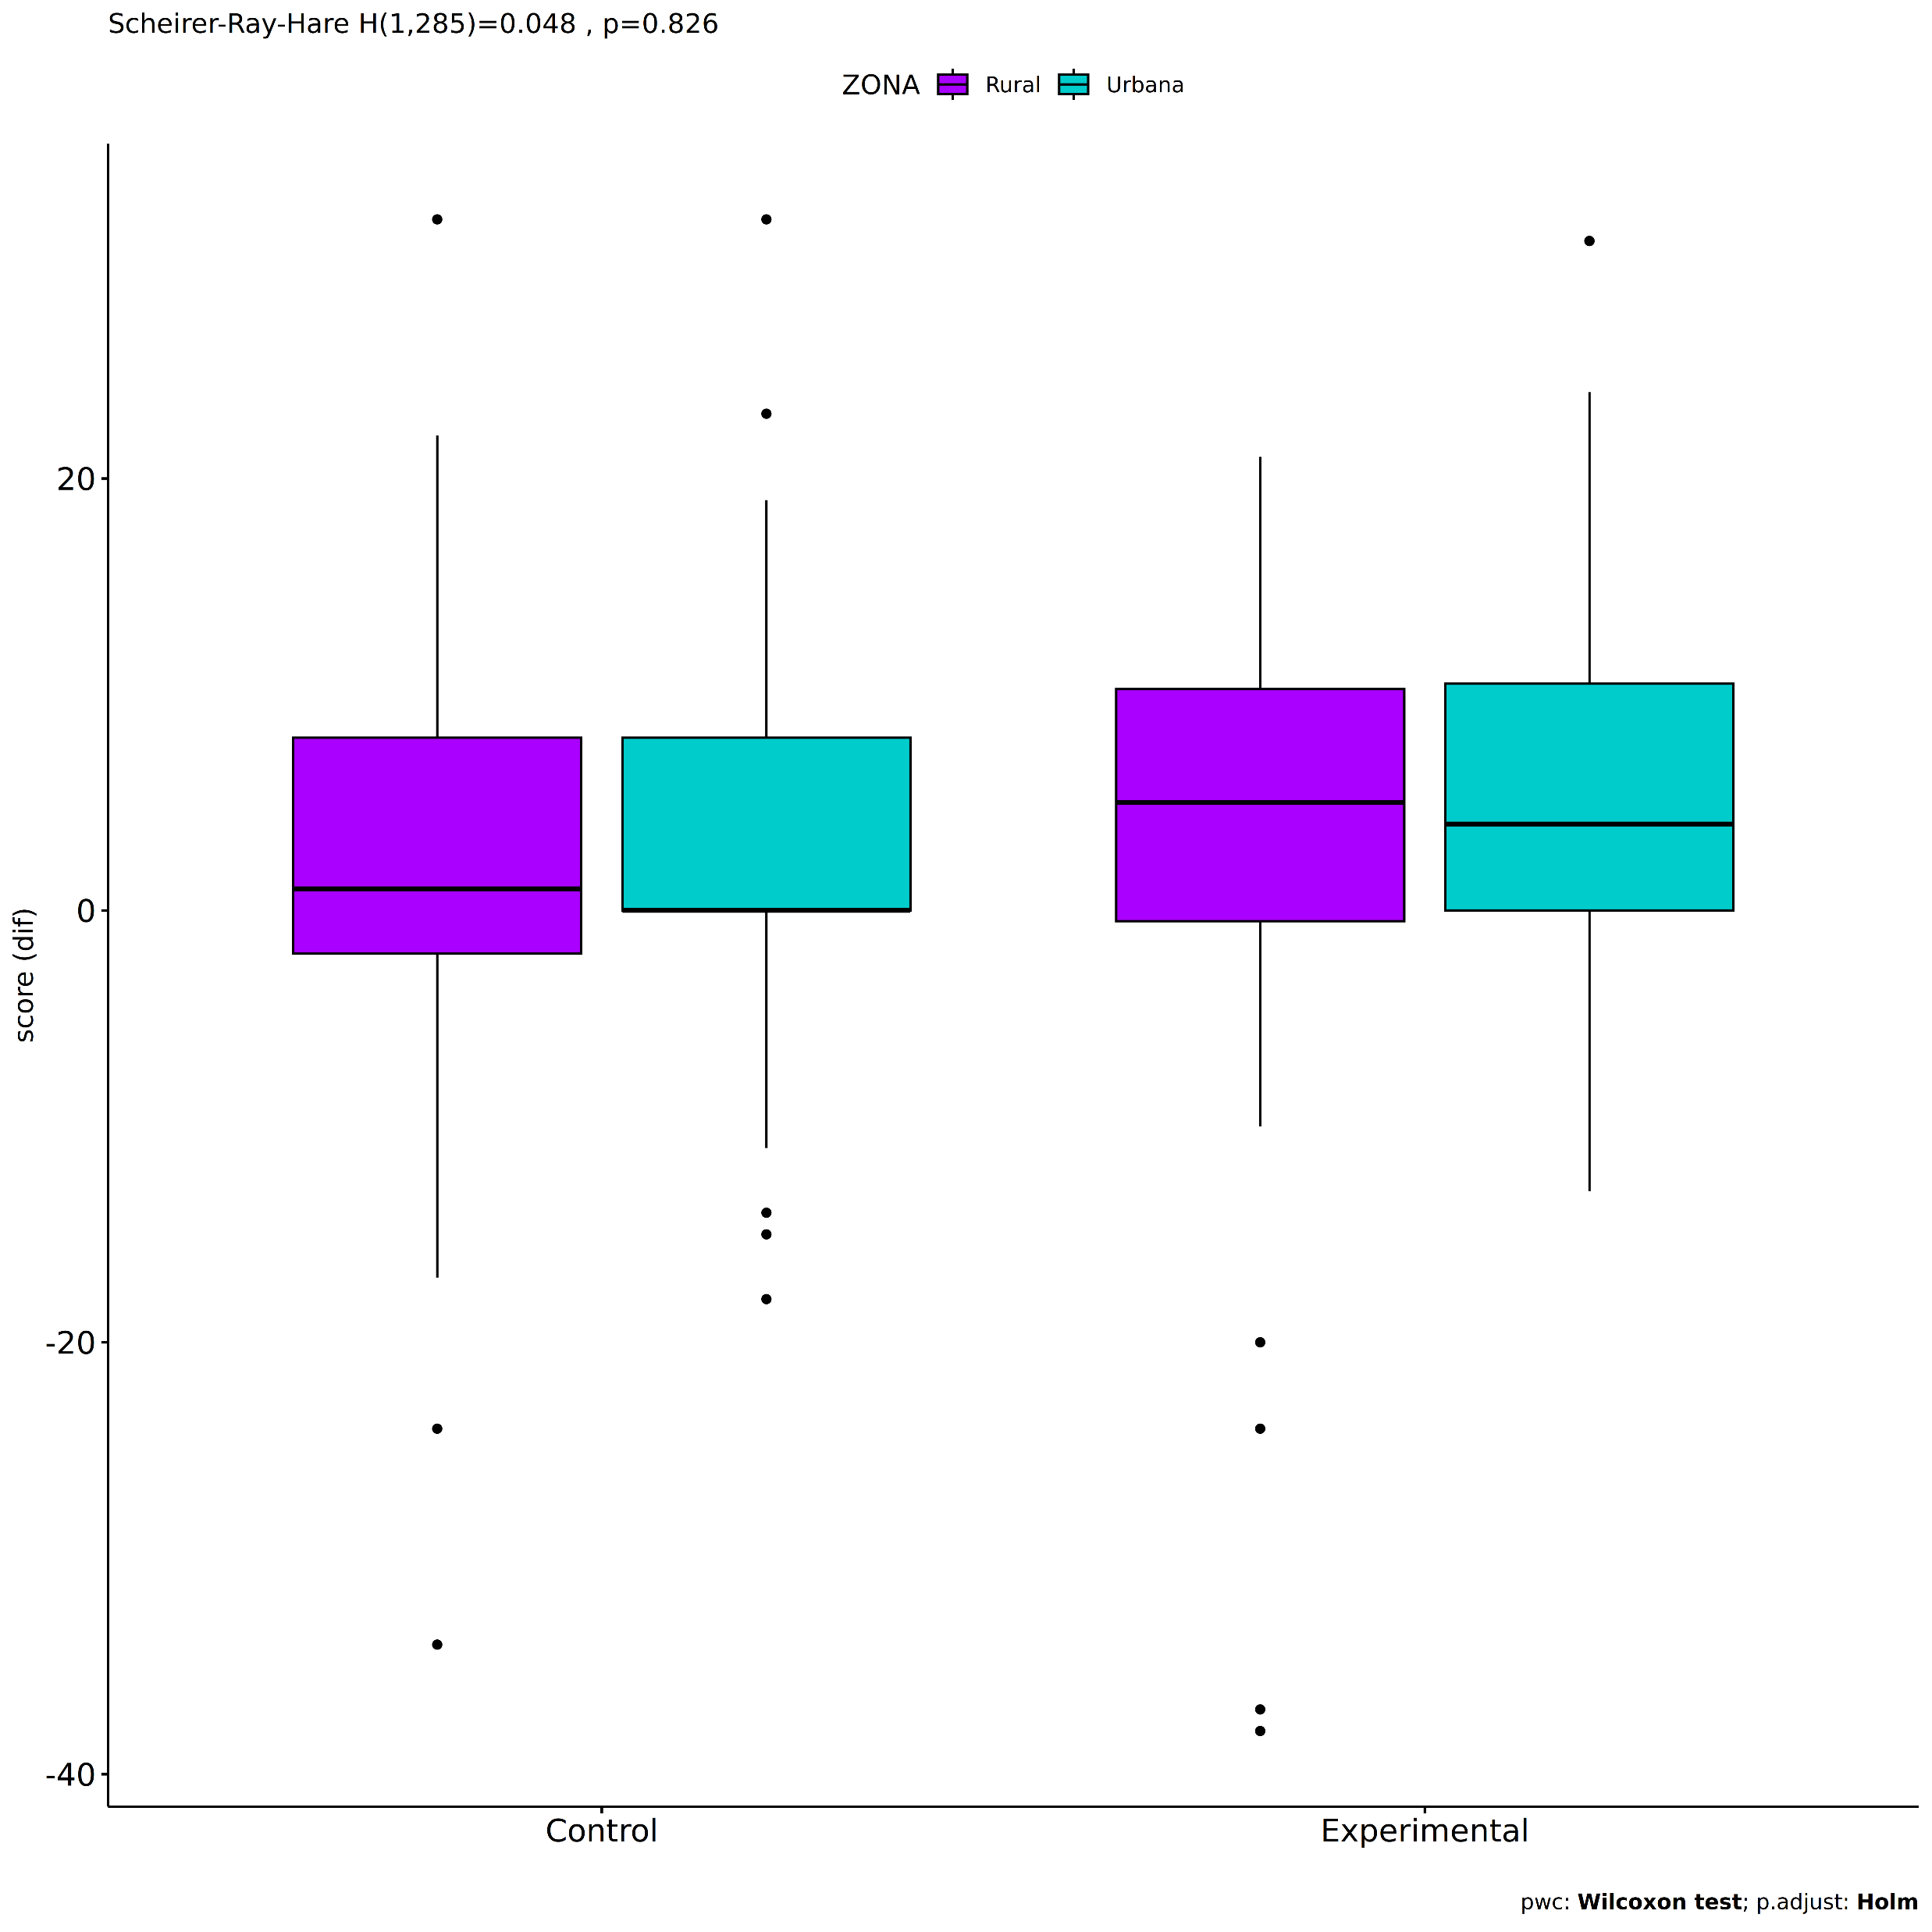 Scheirer-Ray-Hare H(1,285)=0.048 , p=0.826
ZONA Rural Urbana
20
0
-20
-40
score (dif)
Control Experimental
pwc: Wilcoxon test; p.adjust: Holm